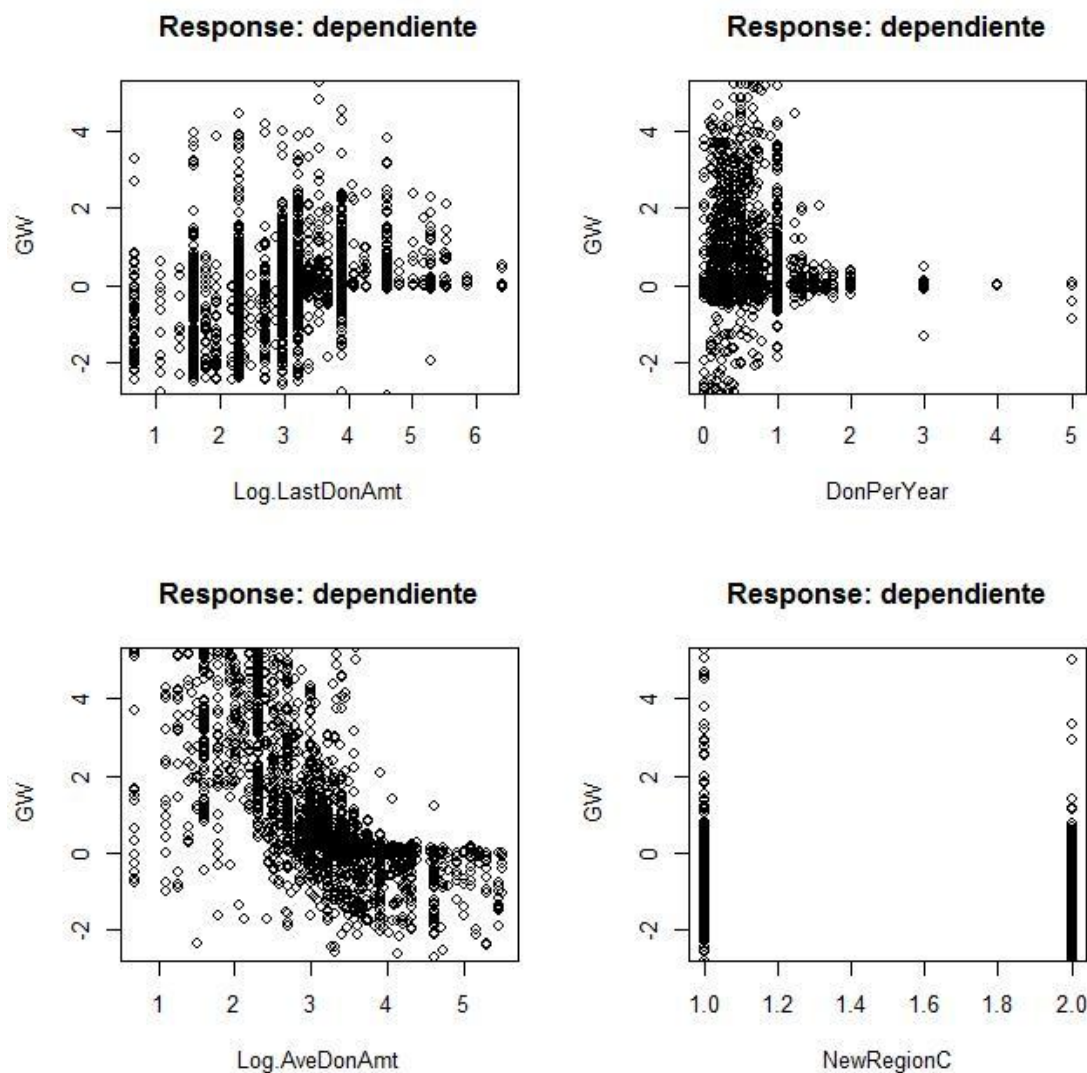 Response: dependiente
GW
4
2
0
-2
1 2 3 4 5 6
Log.LastDonAmt
Response: dependiente
GW
4
2
0
-2
0 1 2 3 4 5
DonPerYear
Response: dependiente
GW
4
2
0
-2
1 2 3 4 5
Log.AveDonAmt
Response: dependiente
GW
4
2
0
-2
1.0 1.2 1.4 1.6 1.8 2.0
NewRegionC